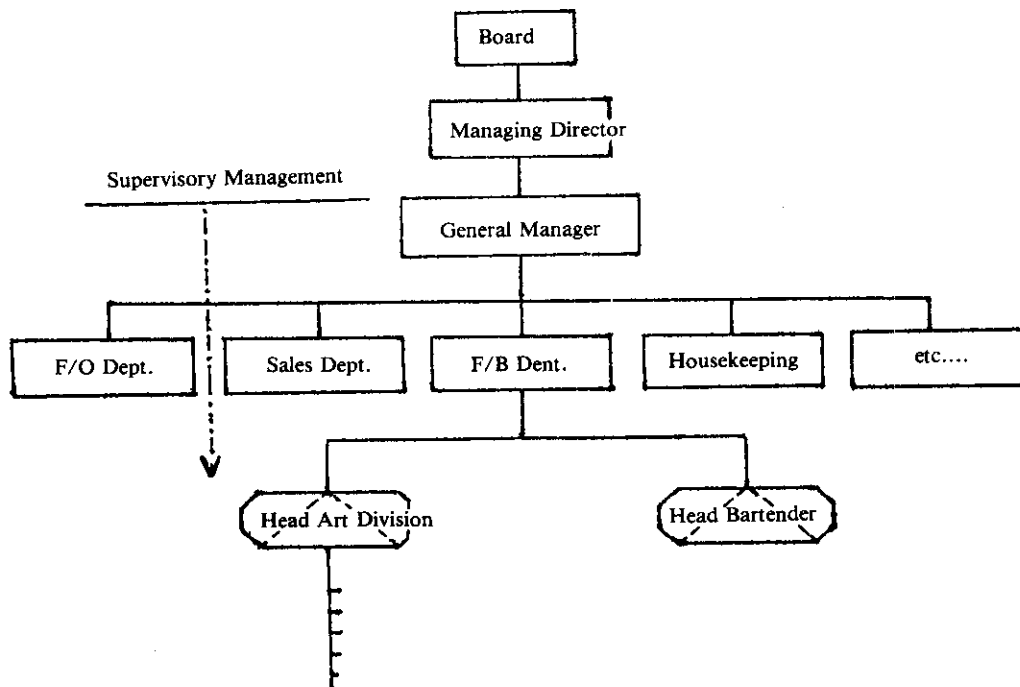 Board
Managing Director
Supervisory Management
General Manager
F/O Dept.
Sales Dept.
F/B Dent.
Housekeeping
etc....
Head Art Division
Head Bartender